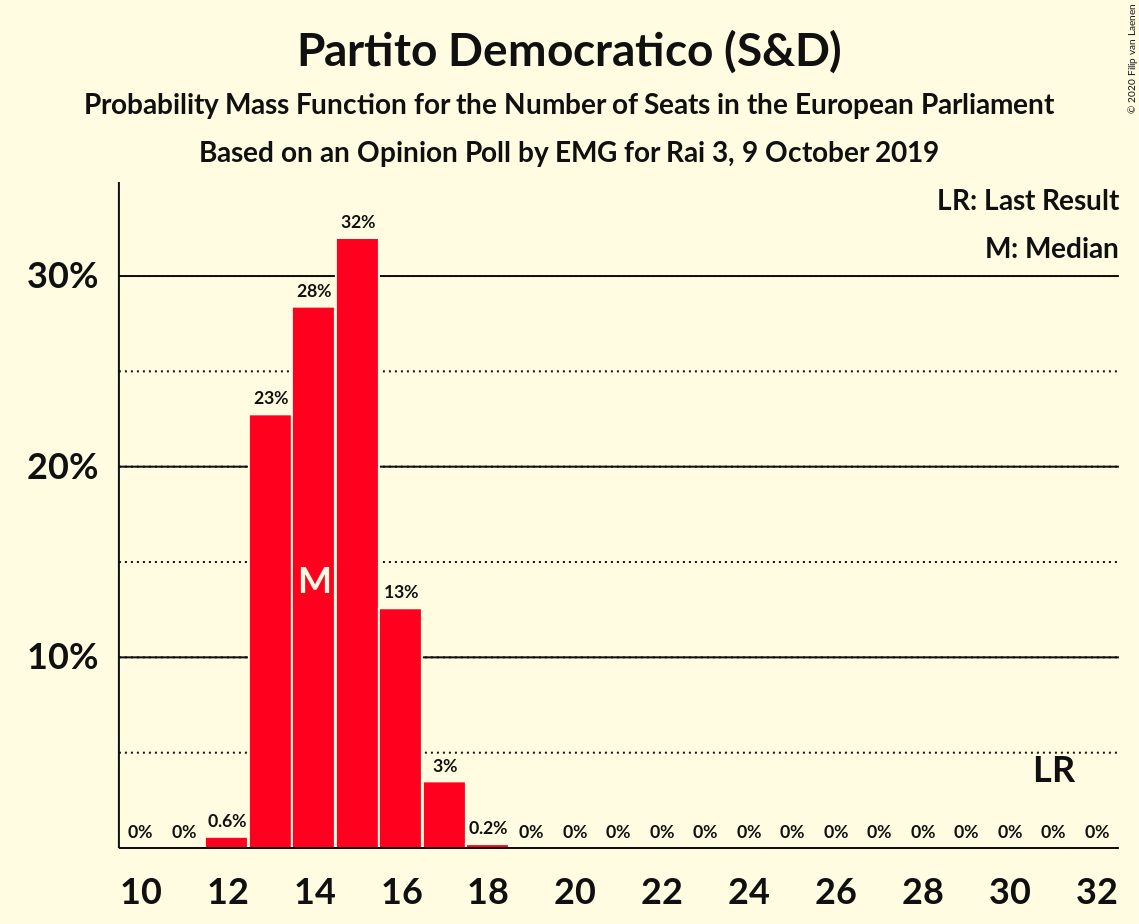 Partito Democratico (S&D)
Probability Mass Function for the Number of Seats in the European Parliament
Based on an Opinion Poll by EMG for Rai 3, 9 October 2019
© 2020 Filip van Laenen
LR: Last Result
M: Median
30%
20%
10%
0% 0% 0.6% 23% 28% 32% 13% 3% 0.2% 0% 0% 0% 0% 0% 0% 0% 0% 0% 0% 0% 0% 0% 0%
M
LR
10 12 14 16 18 20 22 24 26 28 30 32